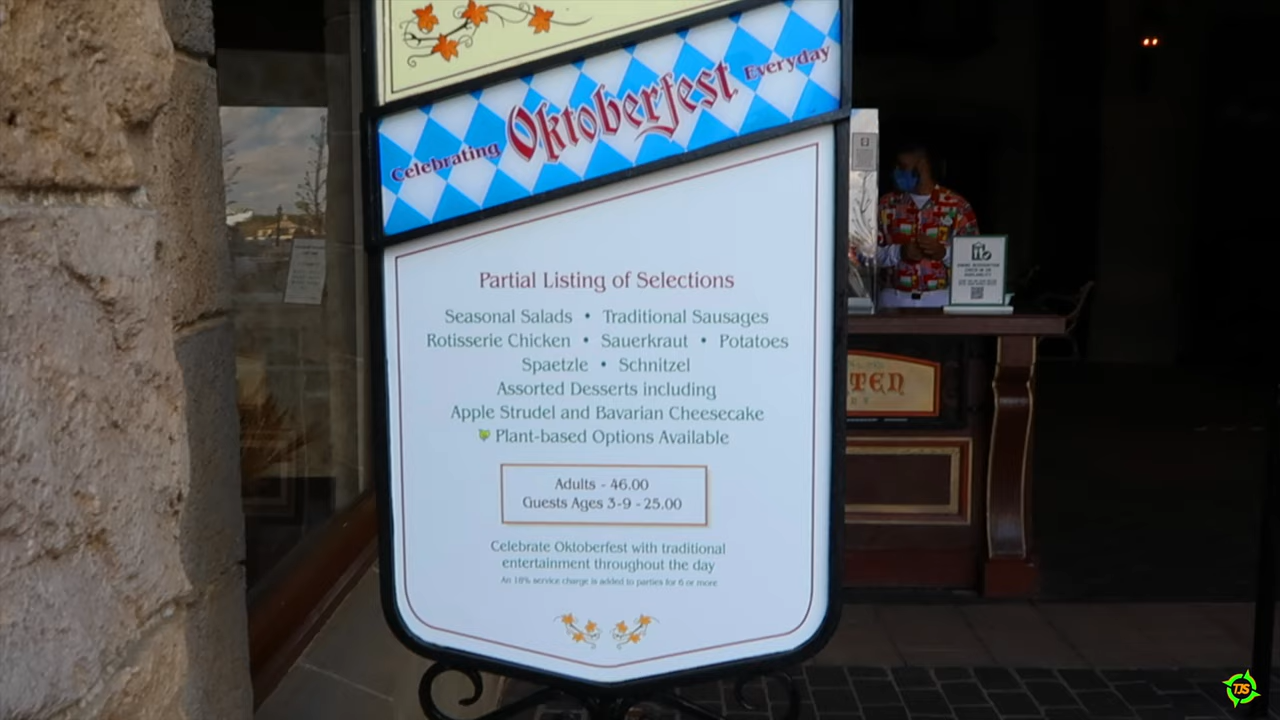 Celebrating Oktoberfest Everyday
Partial Listing of Selections
Seasonal Salads • Traditional Sausages
Rotisserie Chicken • Sauerkraut • Potatoes
Spaetzle • Schnitzel
Assorted Desserts including
Apple Strudel and Bavarian Cheesecake
Plant-based Options Available
Adults - 46.00
Guests Ages 3-9 - 25.00
Celebrate Oktoberfest with traditional
entertainment throughout the day
An 18% service charge is added to parties for 6 or more
TEN
TJS